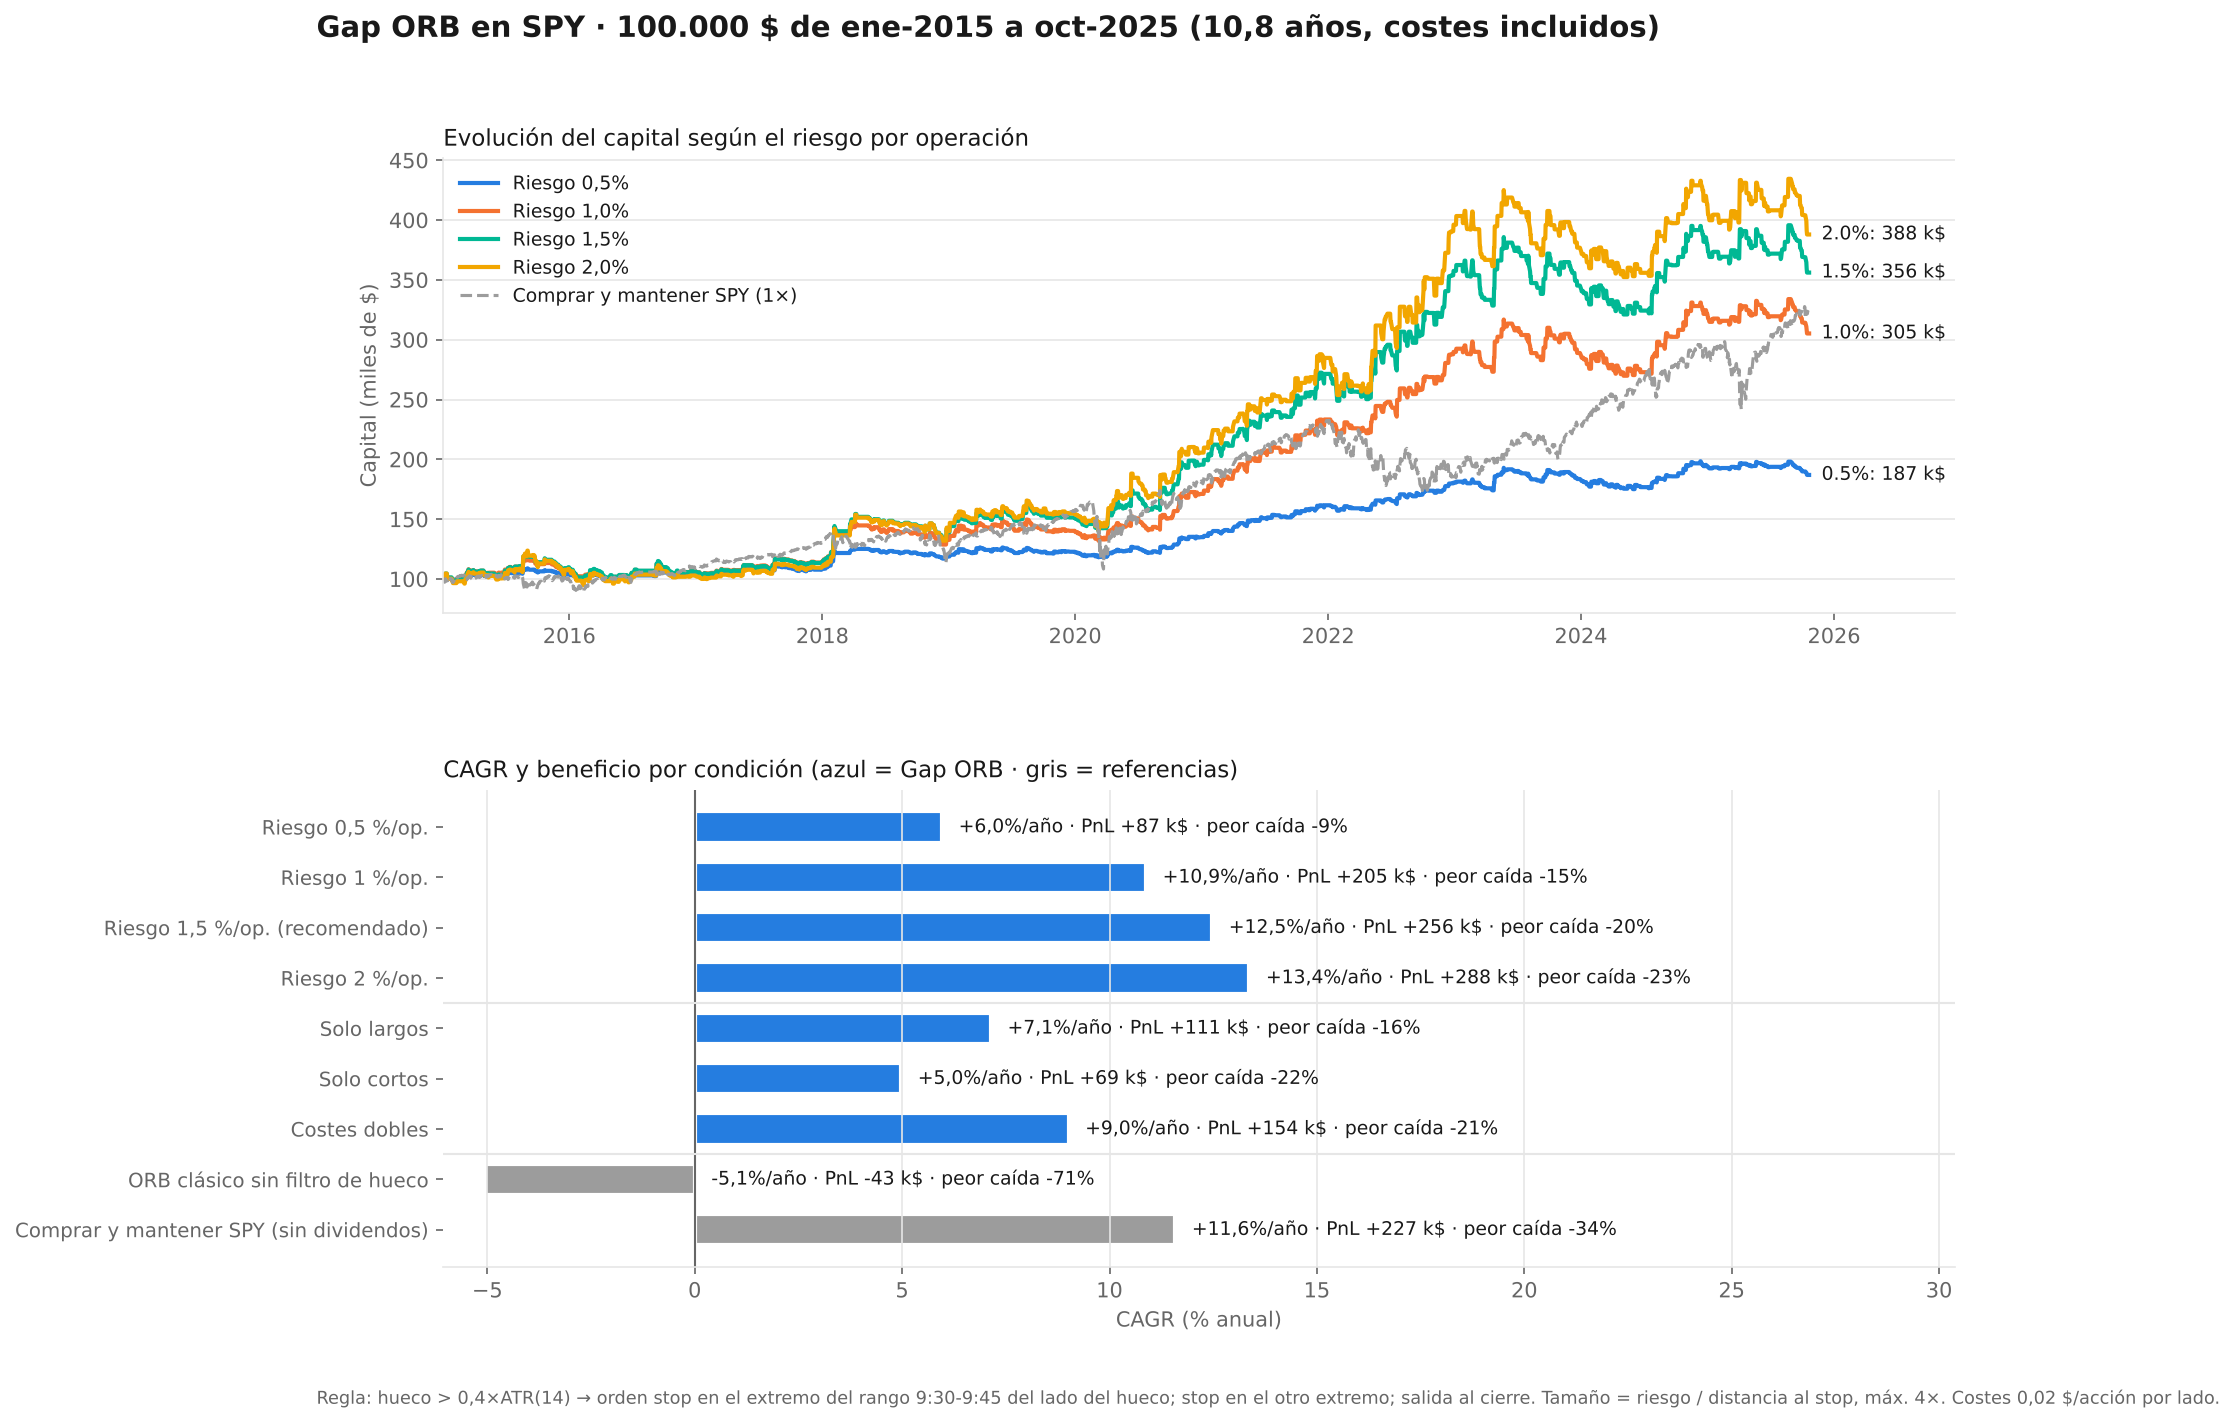 Gap ORB en SPY · 100.000 $ de ene-2015 a oct-2025 (10,8 años, costes incluidos)
Evolución del capital según el riesgo por operación
Capital (miles de $)
450
400
350
300
250
200
150
100
Riesgo 0,5%
Riesgo 1,0%
Riesgo 1,5%
Riesgo 2,0%
Comprar y mantener SPY (1×)
2.0%: 388 k$
1.5%: 356 k$
1.0%: 305 k$
0.5%: 187 k$
2016
2018
2020
2022
2024
2026
CAGR y beneficio por condición (azul = Gap ORB · gris = referencias)
Riesgo 0,5 %/op.
+6,0%/año · PnL +87 k$ · peor caída -9%
Riesgo 1 %/op.
+10,9%/año · PnL +205 k$ · peor caída -15%
Riesgo 1,5 %/op. (recomendado)
+12,5%/año · PnL +256 k$ · peor caída -20%
Riesgo 2 %/op.
+13,4%/año · PnL +288 k$ · peor caída -23%
Solo largos
+7,1%/año · PnL +111 k$ · peor caída -16%
Solo cortos
+5,0%/año · PnL +69 k$ · peor caída -22%
Costes dobles
+9,0%/año · PnL +154 k$ · peor caída -21%
ORB clásico sin filtro de hueco
-5,1%/año · PnL -43 k$ · peor caída -71%
Comprar y mantener SPY (sin dividendos)
+11,6%/año · PnL +227 k$ · peor caída -34%
−5
0
5
10
15
20
25
30
CAGR (% anual)
Regla: hueco > 0,4×ATR(14) → orden stop en el extremo del rango 9:30-9:45 del lado del hueco; stop en el otro extremo; salida al cierre. Tamaño = riesgo / distancia al stop, máx. 4×. Costes 0,02 $/acción por lado.